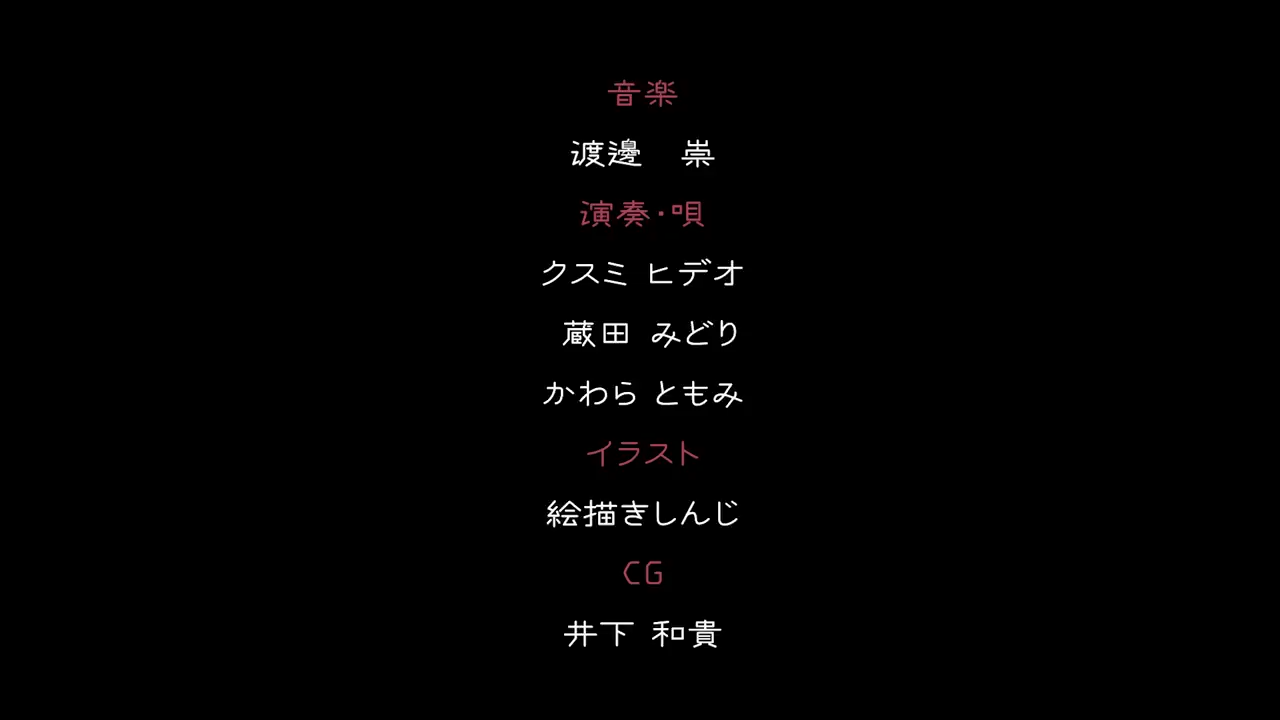 音楽
渡邊　崇
演奏・唄
クスミ ヒデオ
蔵田 みどり
かわら ともみ
イラスト
絵描きしんじ
CG
井下 和貴